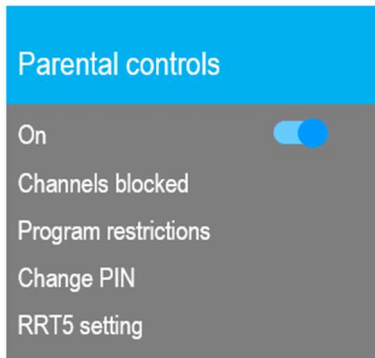 Parental controls
On
Channels blocked
Program restrictions
Change PIN
RRT5 setting